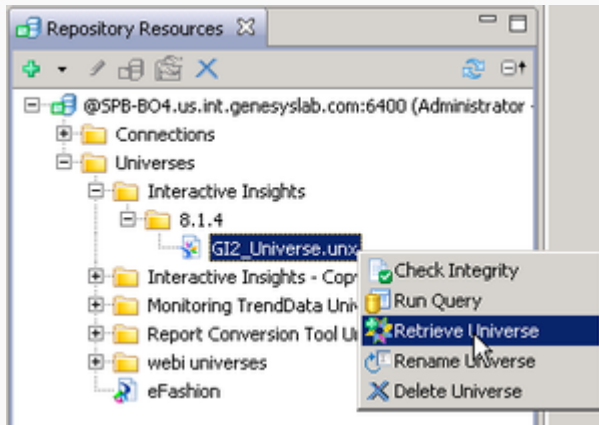 Repository Resources
@SPB-BO4.us.int.genesyslab.com:6400 (Administrator -
Connections
Universes
Interactive Insights
8.1.4
GI2_Universe.unx
Check Integrity
Interactive Insights - Cop
Run Query
Monitoring TrendData Univ
Retrieve Universe
Report Conversion Tool U
Rename Universe
webi universes
Delete Universe
eFashion